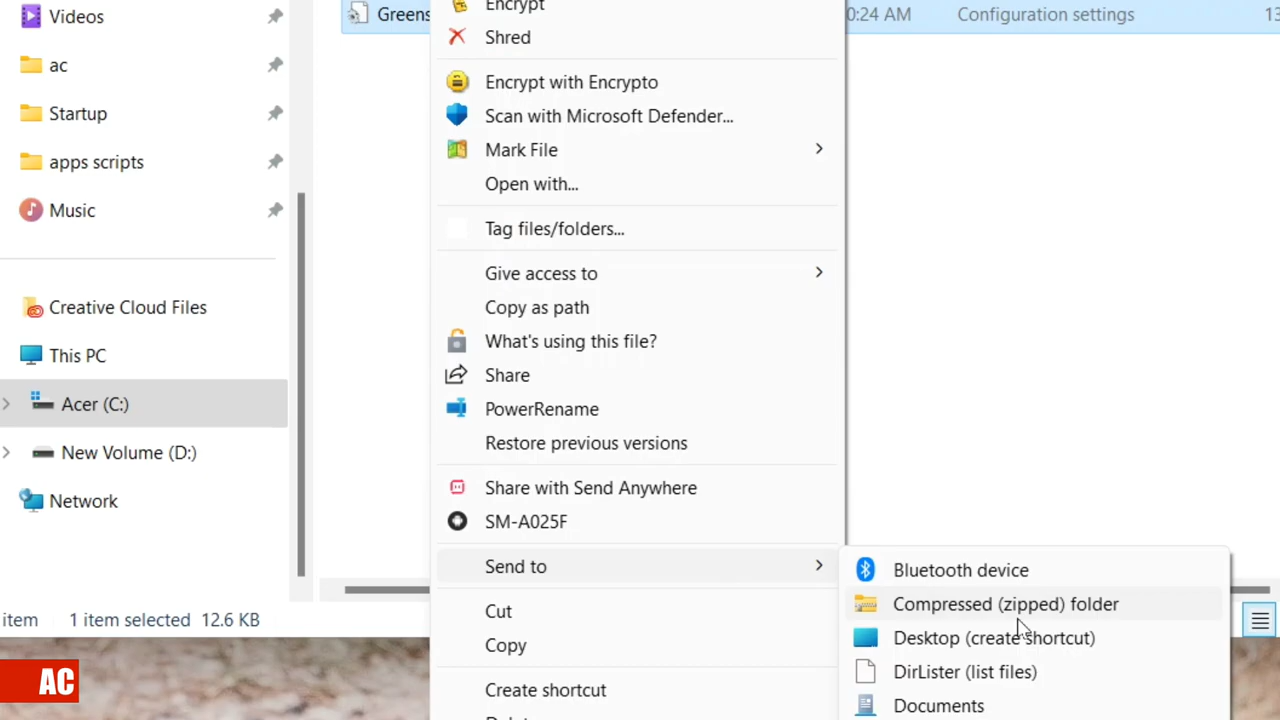 Videos
ac
Startup
apps scripts
Music
Creative Cloud Files
This PC
Acer (C:)
New Volume (D:)
Network
item 1 item selected 12.6 KB
AC
Greens
0:24 AM Configuration settings 13
Encrypt
Shred
Encrypt with Encrypto
Scan with Microsoft Defender...
Mark File
Open with...
Tag files/folders...
Give access to
Copy as path
What's using this file?
Share
PowerRename
Restore previous versions
Share with Send Anywhere
SM-A025F
Send to
Cut
Copy
Create shortcut
Bluetooth device
Compressed (zipped) folder
Desktop (create shortcut)
DirLister (list files)
Documents